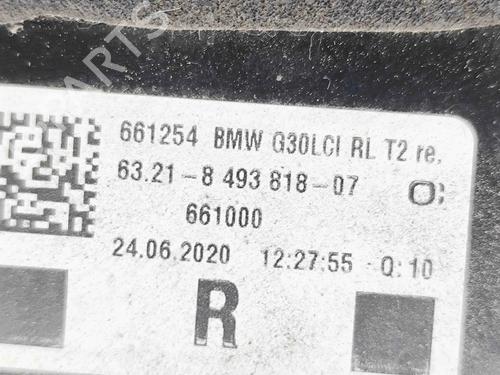 PARTS
661254 BMW G30LCI RL T2 re.
63.21-8 493 818-07
661000
24.06.2020 12:27:55 Q:10
R